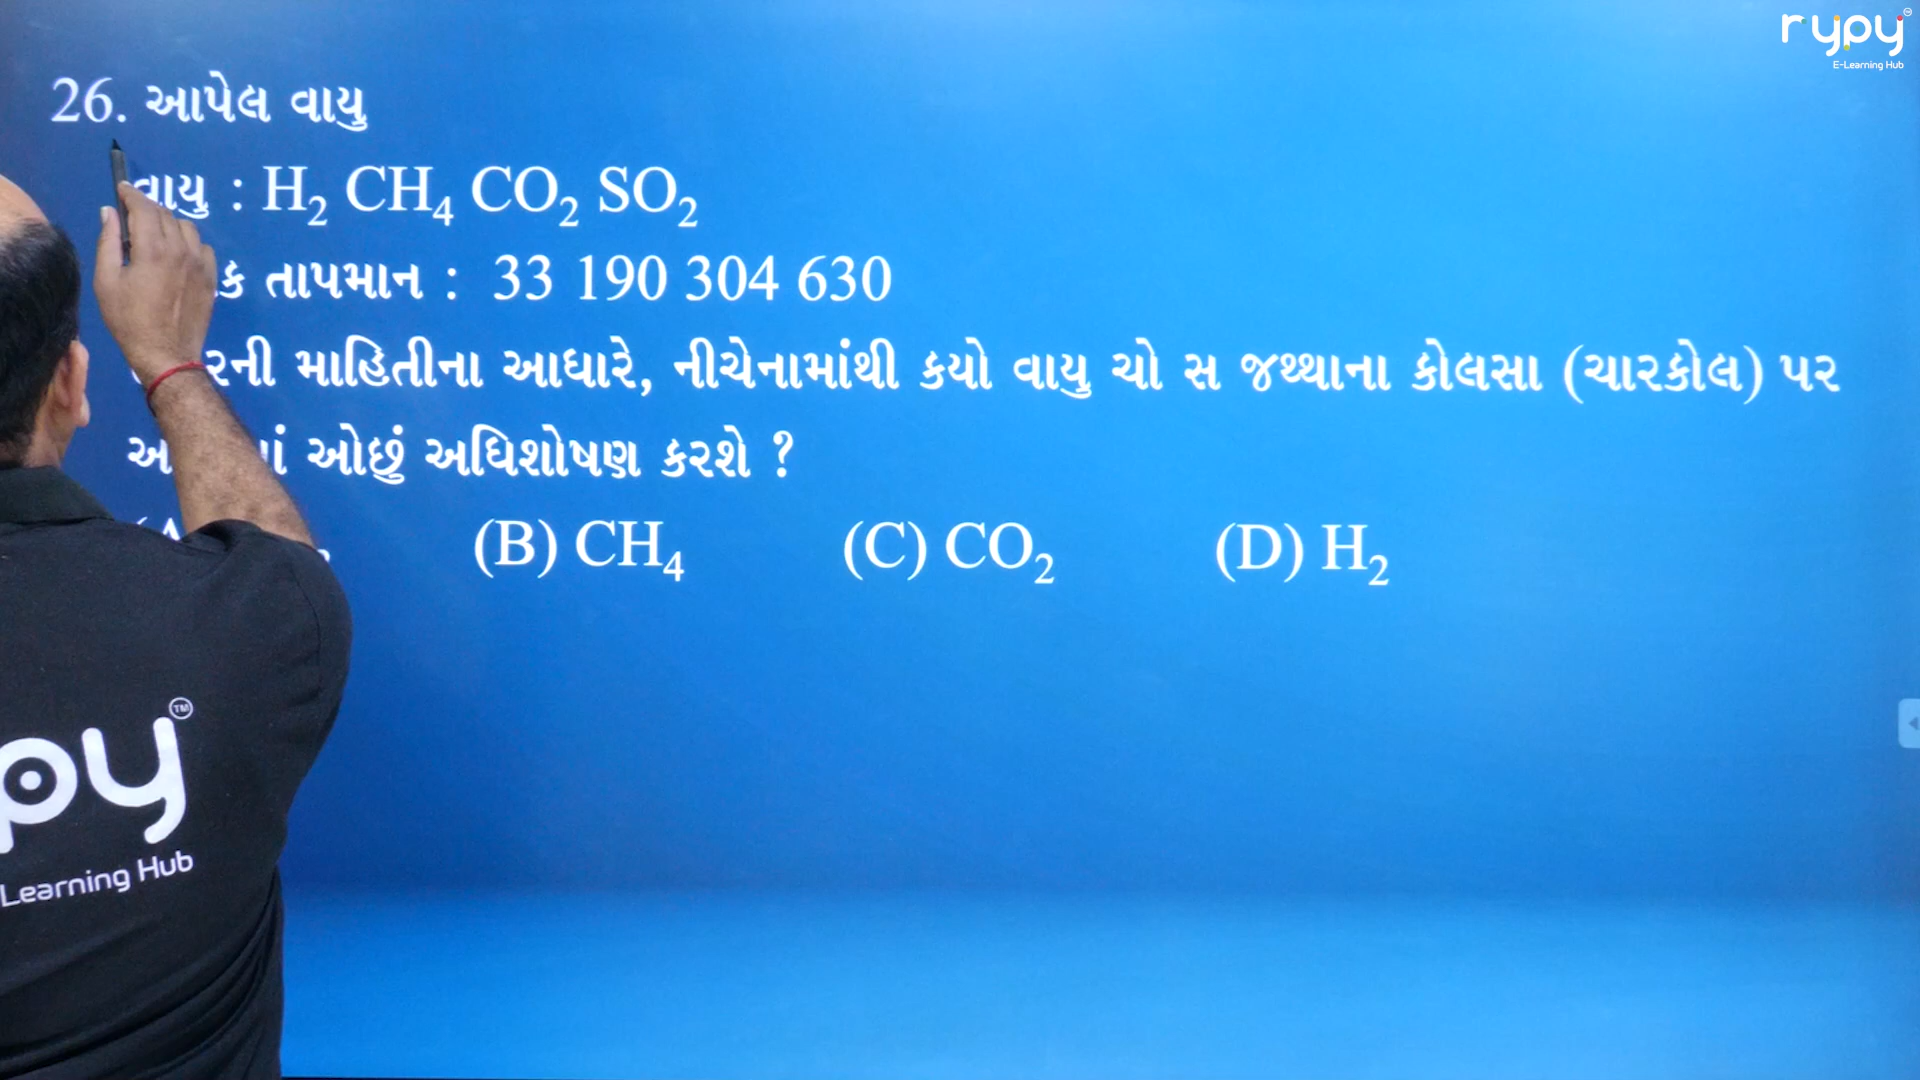 rypy
E-Learning Hub
26. આપેલ વાયુ
વાયુ : H₂ CH₄ CO₂ SO₂
તાપમાન : 33 190 304 630
માહિતીના આધારે, નીચેનામાંથી કયો વાયુ ચો સ જથ્થાના કોલસા (ચારકોલ) પર
ઓછું અધિશોષણ કરશે ?
(B) CH₄ (C) CO₂ (D) H₂
py
Learning Hub